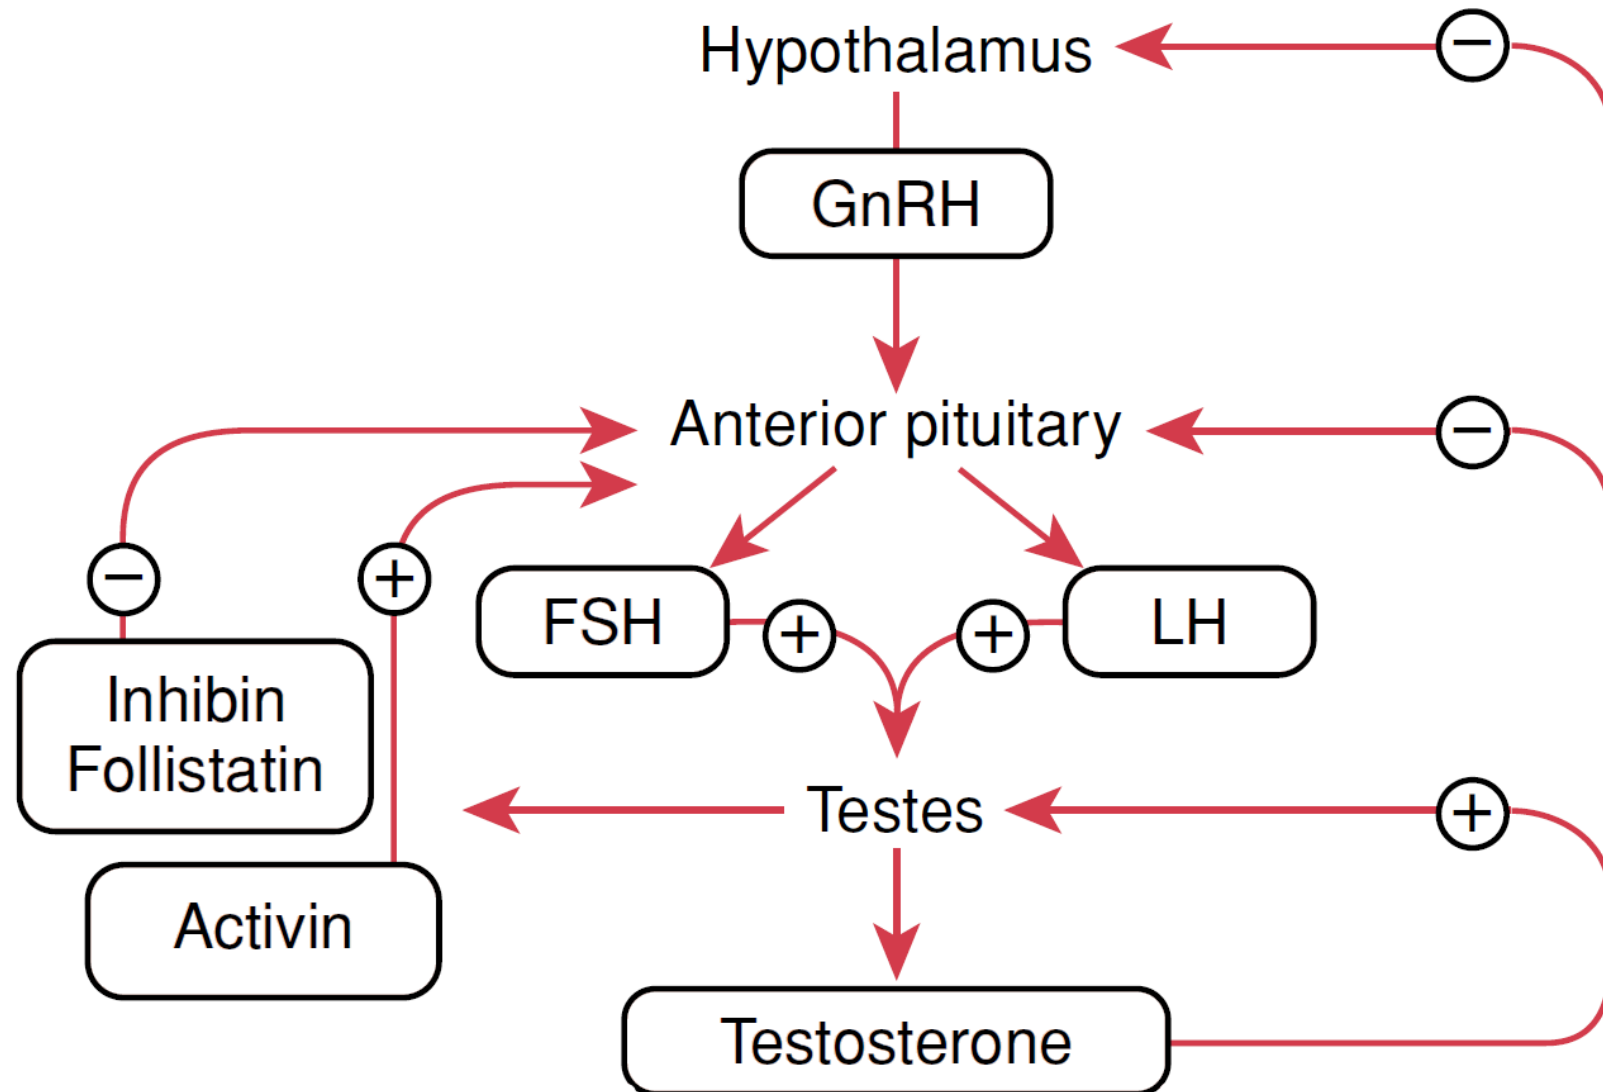 Hypothalamus
−
GnRH
Anterior pituitary
−
−
+
FSH
+
+
LH
Inhibin
Follistatin
Testes
+
Activin
Testosterone